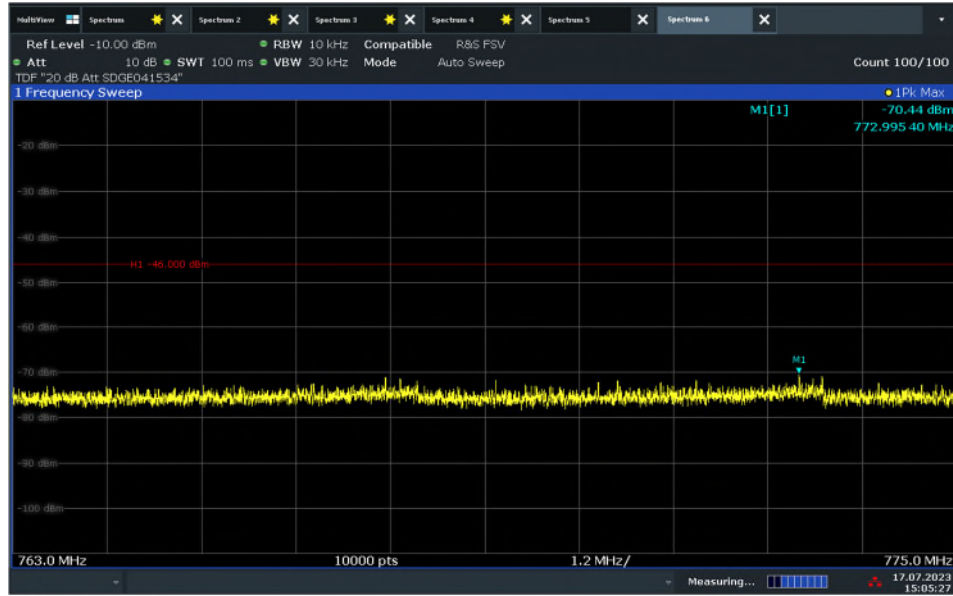 MultiView Spectrum Spectrum 2 Spectrum 3 Spectrum 4 Spectrum 5 Spectrum 6
Ref Level -10.00 dBm RBW 10 kHz Compatible R&S FSV
Att 10 dB SWT 100 ms VBW 30 kHz Mode Auto Sweep Count 100/100
TDF "20 dB Att SDGE041534"
1 Frequency Sweep 1Pk Max
M1[1] -70.44 dBm
772.995 40 MHz
-20 dBm
-30 dBm
-40 dBm
H1 -46.000 dBm
-50 dBm
-60 dBm
M1
-70 dBm
-80 dBm
-90 dBm
-100 dBm
763.0 MHz 10000 pts 1.2 MHz/ 775.0 MHz
Measuring... 17.07.2023
15:05:27